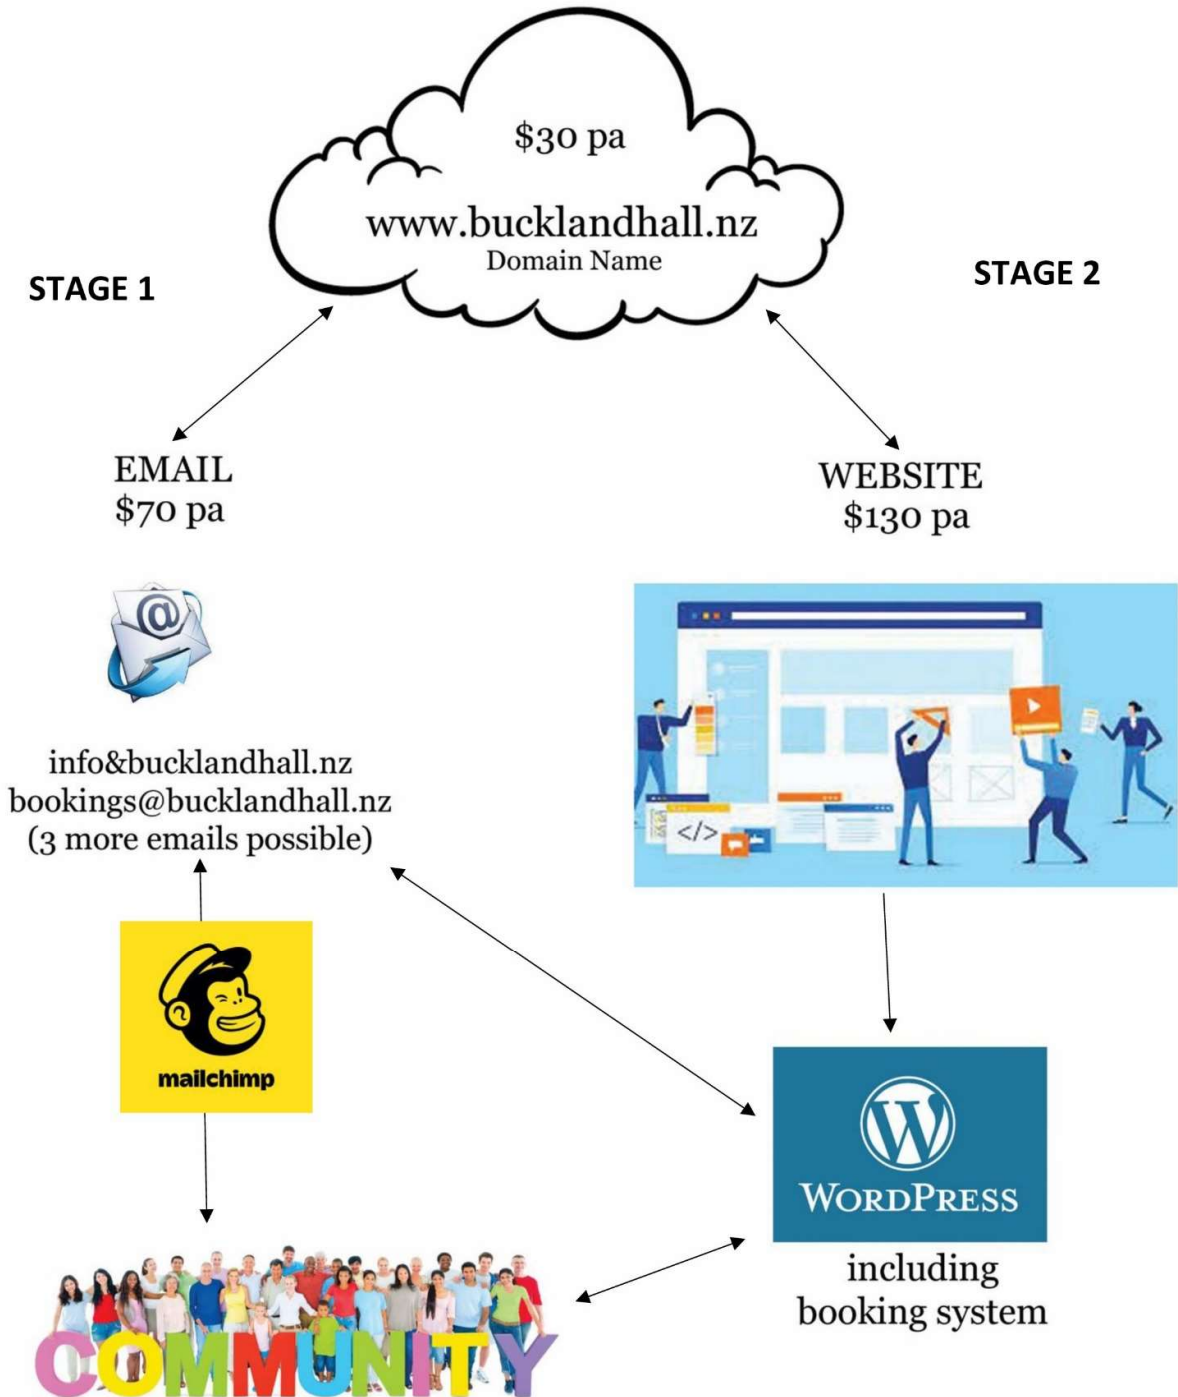 $30 pa
www.bucklandhall.nz
Domain Name
STAGE 1
STAGE 2
EMAIL
$70 pa
WEBSITE
$130 pa
@
info&bucklandhall.nz
bookings@bucklandhall.nz
(3 more emails possible)
</>
mailchimp
W
WORDPRESS
including
booking system
COMMUNITY